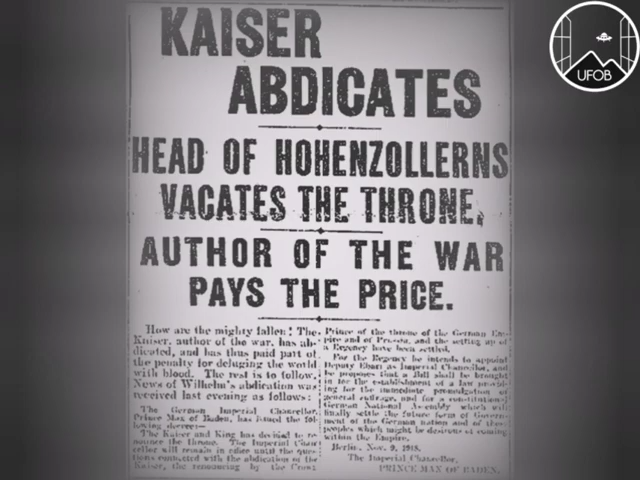 KAISER
ABDICATES
HEAD OF HOHENZOLLERNS
VACATES THE THRONE,
AUTHOR OF THE WAR
PAYS THE PRICE.
How are the mighty fallen! The
Kaiser, author of the war, has ab-
dicated, and has thus paid part of
the penalty for deluging the world
with blood. The rest is to follow.
News of Wilhelm's abdication was
received last evening as follows:
The German Imperial Chancellor,
Prince Max of Baden, has issued the fol-
lowing decree:—
The Kaiser and King has decided to re-
nounce the throne. The Imperial Chan-
cellor will remain in office until the ques-
tions connected with the abdication of the
Kaiser, the renouncing by the Crown
Prince of the throne of the German Em-
pire and of Prussia, and the setting up of
a Regency have been settled.
For the Regency he intends to appoint
Deputy Ebert as Imperial Chancellor, and
he proposes that a Bill shall be brought
in for the establishment of a law provid-
ing for the immediate promulgation of
general suffrage, and for a constitutional
German National Assembly which will
finally settle the future form of Govern-
ment of the German nation and of those
peoples which might be desirous of coming
within the Empire.
Berlin, Nov. 9, 1918.
The Imperial Chancellor,
PRINCE MAX OF BADEN.
UFOB